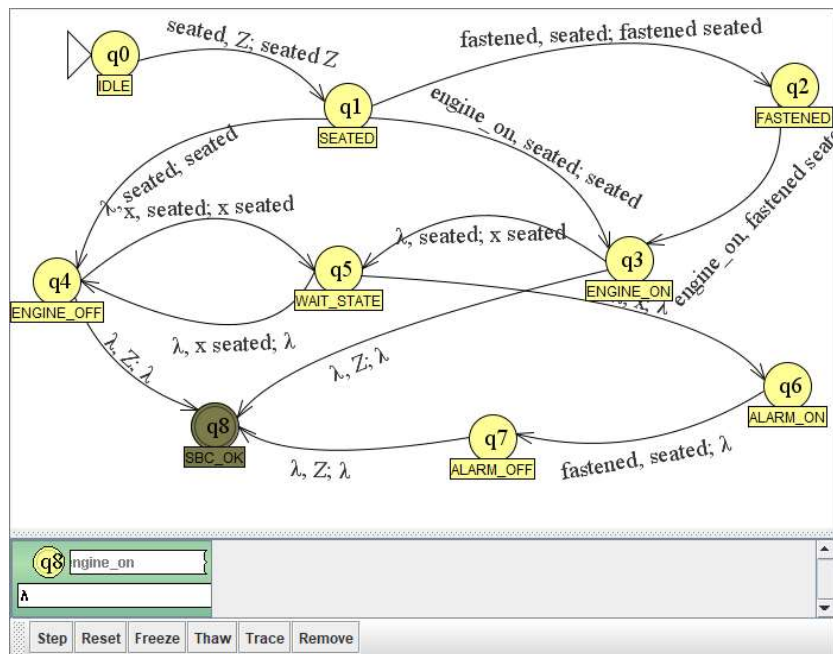 seated, Z; seated Z
q0
IDLE
fastened, seated; fastened seated
q1
SEATED
q2
FASTENED
engine_on, seated; seated
λ, seated; seated
x, seated; x seated
λ, seated; x seated
engine_on, fastened seate
x, λ
q3
ENGINE_ON
q4
ENGINE_OFF
q5
WAIT_STATE
λ, x seated; λ
λ, Z; λ
λ, Z; λ
q6
ALARM_ON
q8
SBC_OK
q7
ALARM_OFF
λ, Z; λ
fastened, seated; λ
q8 engine_on
λ
Step Reset Freeze Thaw Trace Remove